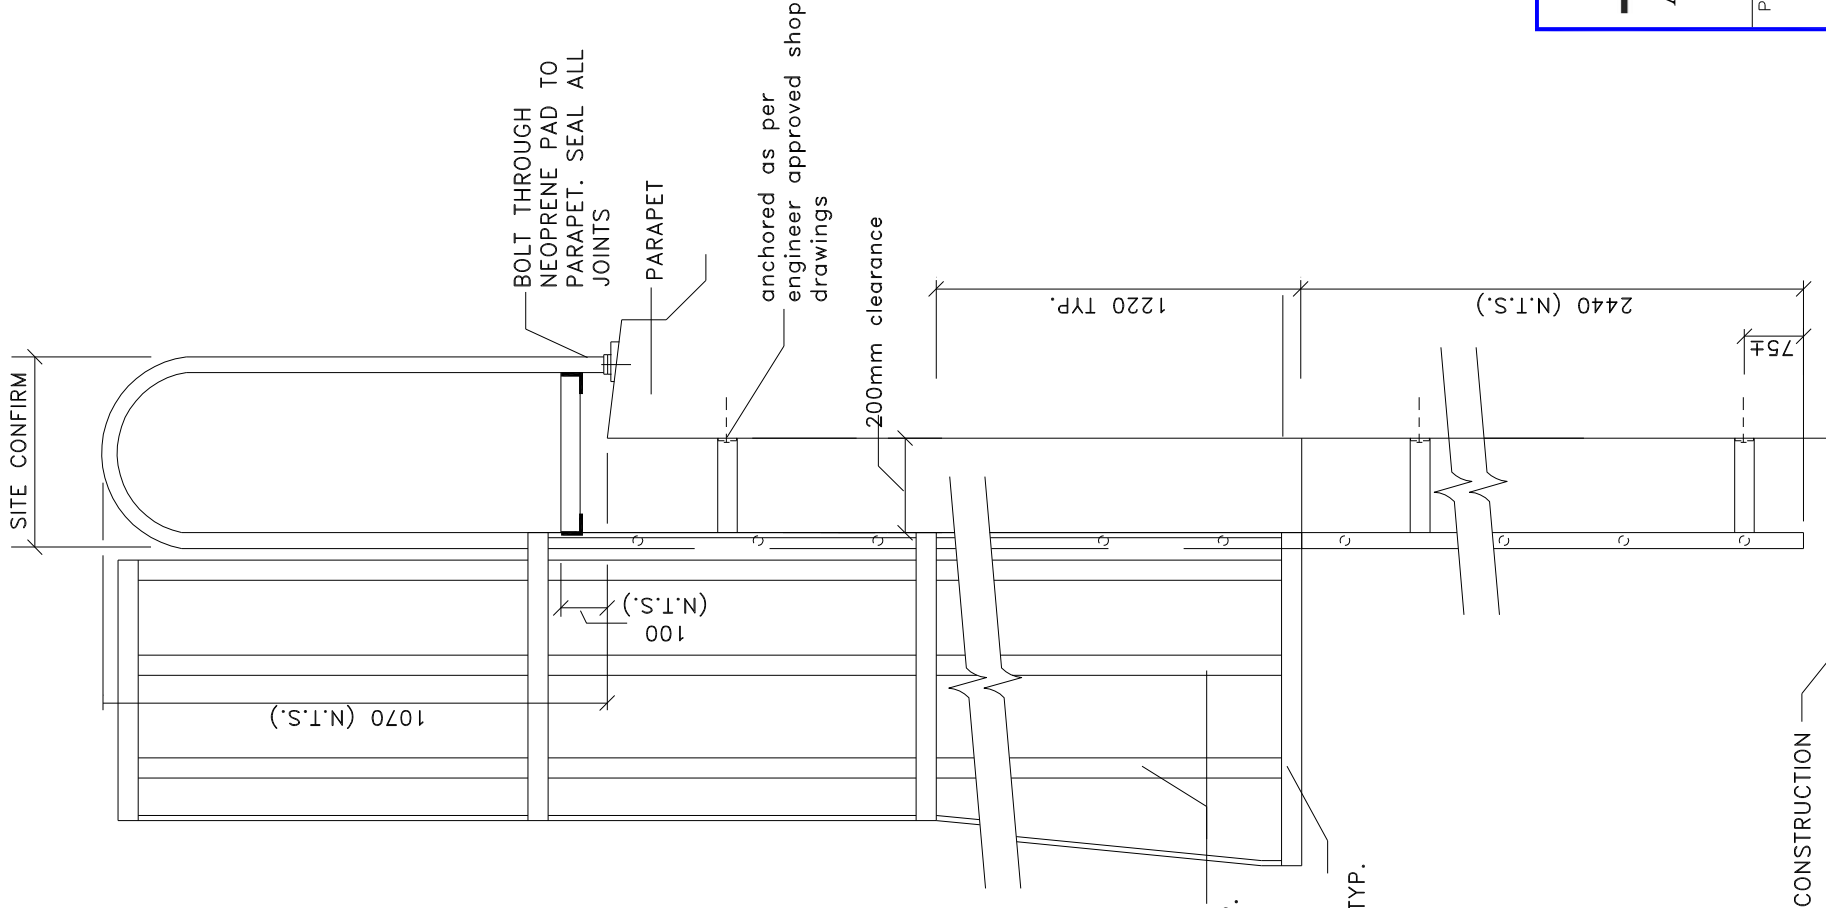 SITE CONFIRM
BOLT THROUGH
NEOPRENE PAD TO
PARAPET. SEAL ALL
JOINTS
PARAPET
anchored as per
engineer approved shop
drawings
200mm clearance
1220 TYP.
2440 (N.T.S.)
75±
100
(N.T.S.)
1070 (N.T.S.)
TYP.
CONSTRUCTION
P